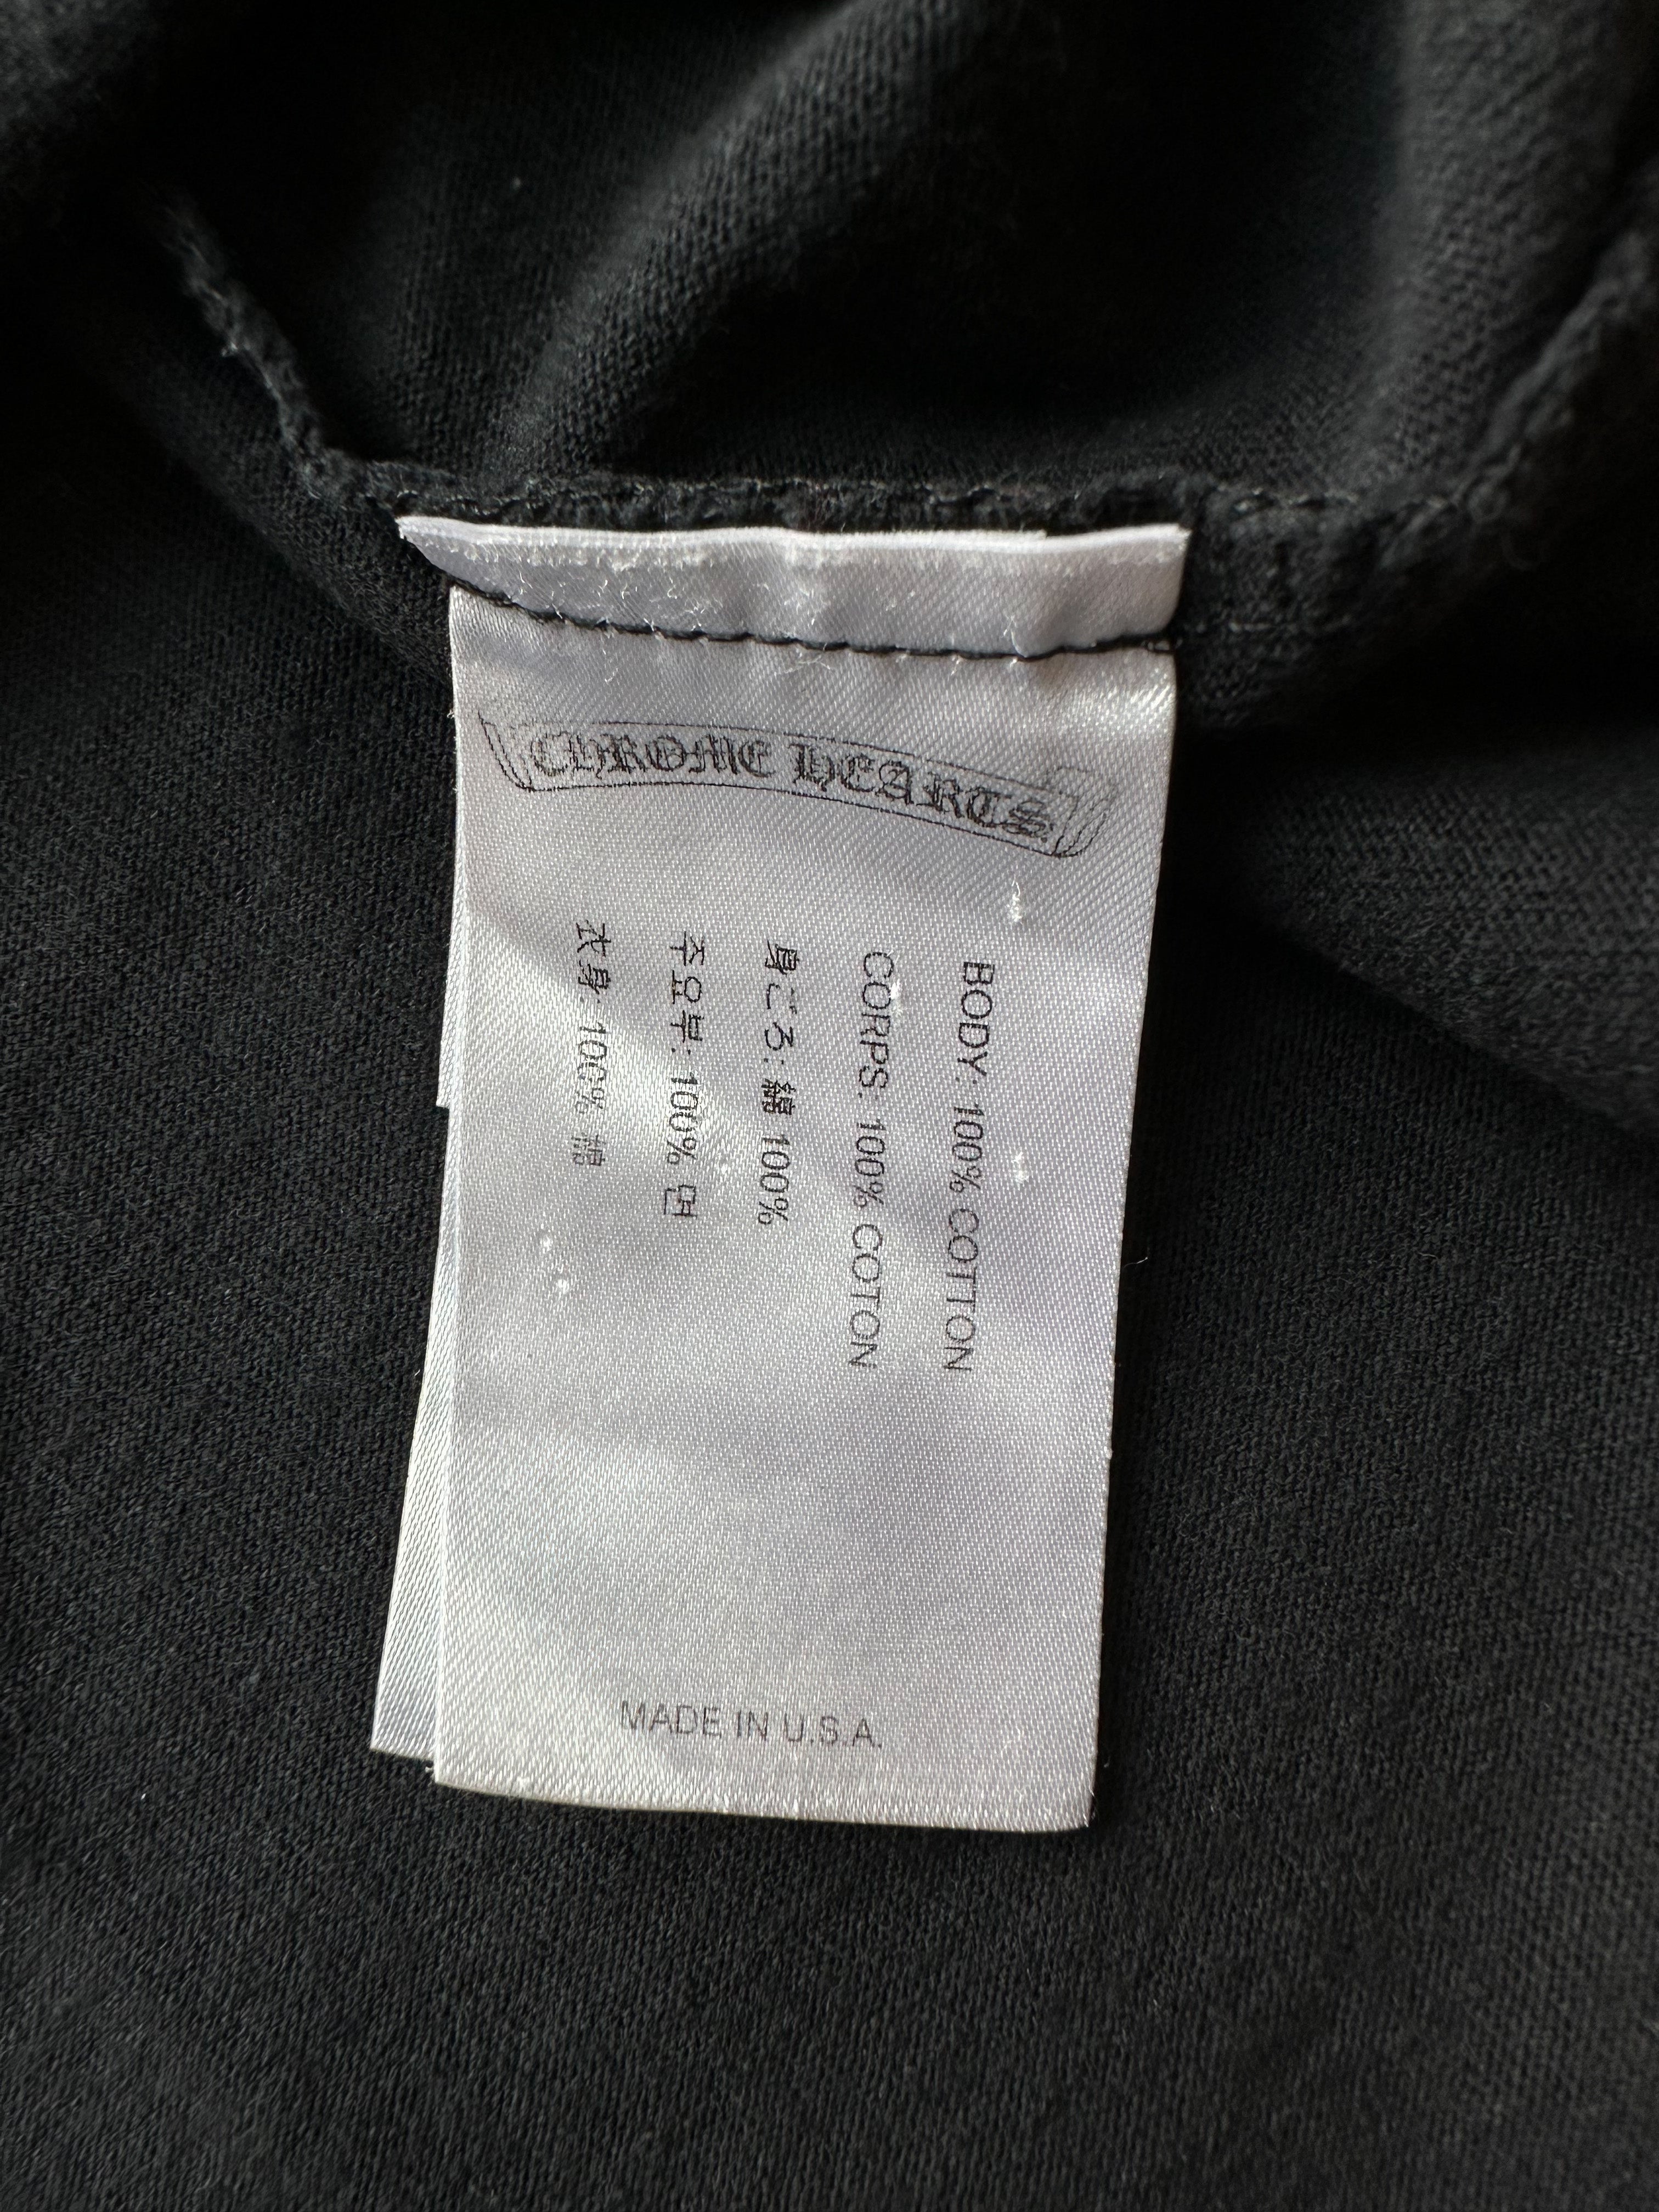 CHROME HEARTS
BODY: 100% COTTON
CORPS: 100% COTTON
身ごろ: 綿 100%
주요부: 100% 면
衣身: 100% 棉
MADE IN U.S.A.